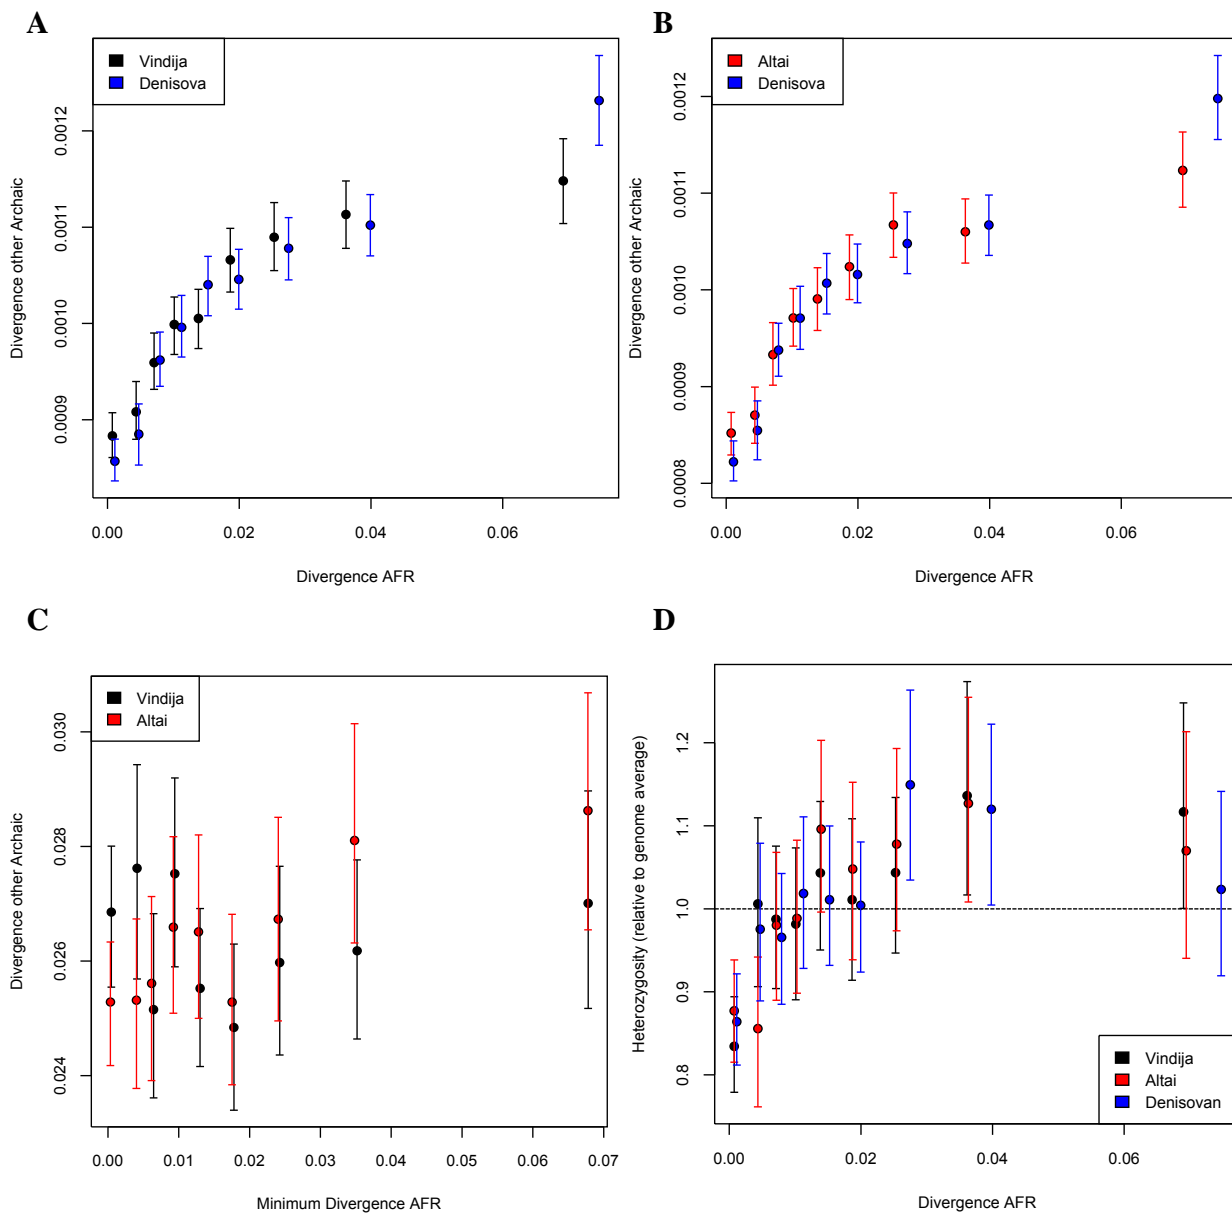 A
Vindija
Denisova
Divergence other Archaic
0.0009
0.0010
0.0011
0.0012
0.00
0.02
0.04
0.06
Divergence AFR
B
Altai
Denisova
Divergence other Archaic
0.0008
0.0009
0.0010
0.0011
0.0012
0.00
0.02
0.04
0.06
Divergence AFR
C
Vindija
Altai
Divergence other Archaic
0.024
0.026
0.028
0.030
0.00
0.01
0.02
0.03
0.04
0.05
0.06
0.07
Minimum Divergence AFR
D
Heterozygosity (relative to genome average)
0.8
0.9
1.0
1.1
1.2
Vindija
Altai
Denisovan
0.00
0.02
0.04
0.06
Divergence AFR